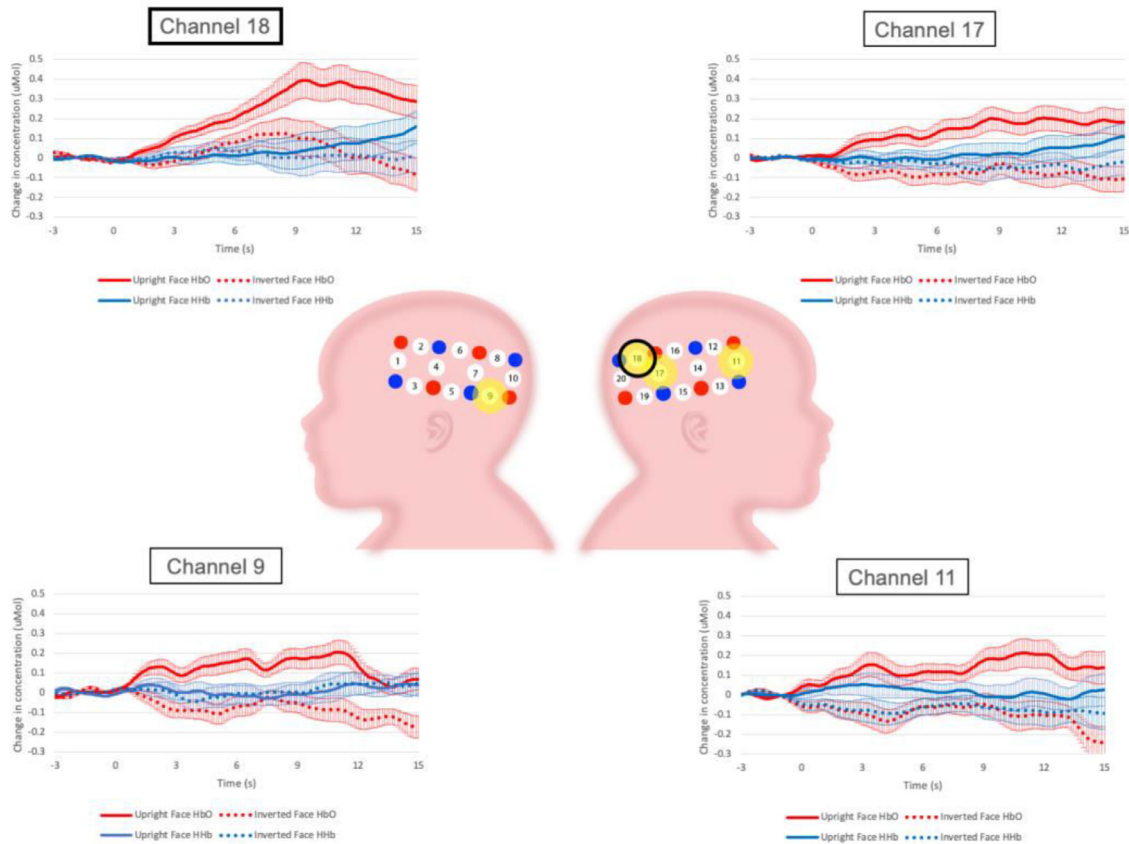 Channel 18
Change in concentration (uMol)
0.5
0.4
0.3
0.2
0.1
0
-0.1
-0.2
-0.3
-3 0 3 6 9 12 15
Time (s)
Upright Face HbO Inverted Face HbO
Upright Face HHb Inverted Face HHb
Channel 17
Change in concentration (uMol)
0.5
0.4
0.3
0.2
0.1
0
-0.1
-0.2
-0.3
-3 0 3 6 9 12 15
Time (s)
Upright Face HbO Inverted Face HbO
Upright Face HHb Inverted Face HHb
2 6 8
1 4 7 10
3 5 9
18 16 12 11
20 17 14
19 15 13
Channel 9
Change in concentration (uMol)
0.5
0.4
0.3
0.2
0.1
0
-0.1
-0.2
-0.3
-3 0 3 6 9 12 15
Time (s)
Upright Face HbO Inverted Face HbO
Upright Face HHb Inverted Face HHb
Channel 11
Change in concentration (uMol)
0.5
0.4
0.3
0.2
0.1
0
-0.1
-0.2
-0.3
-3 0 3 6 9 12 15
Time (s)
Upright Face HbO Inverted Face HbO
Upright Face HHb Inverted Face HHb